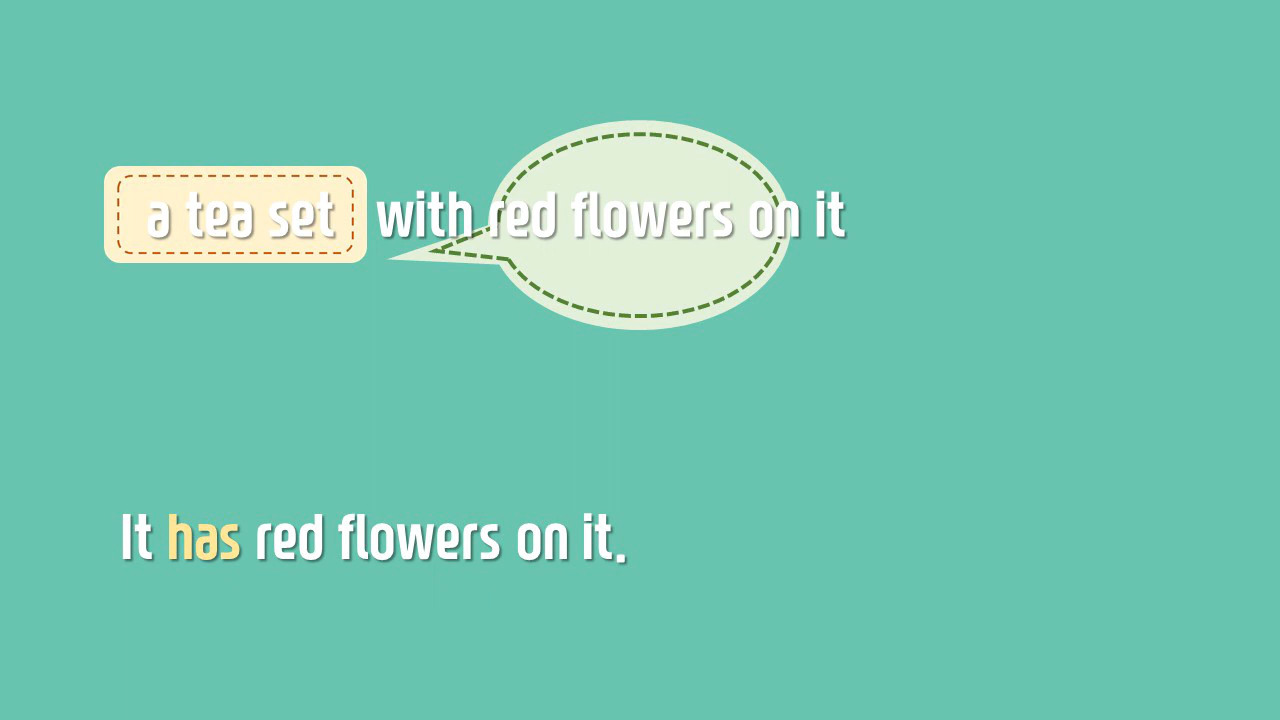 a tea set with red flowers on it
It has red flowers on it.